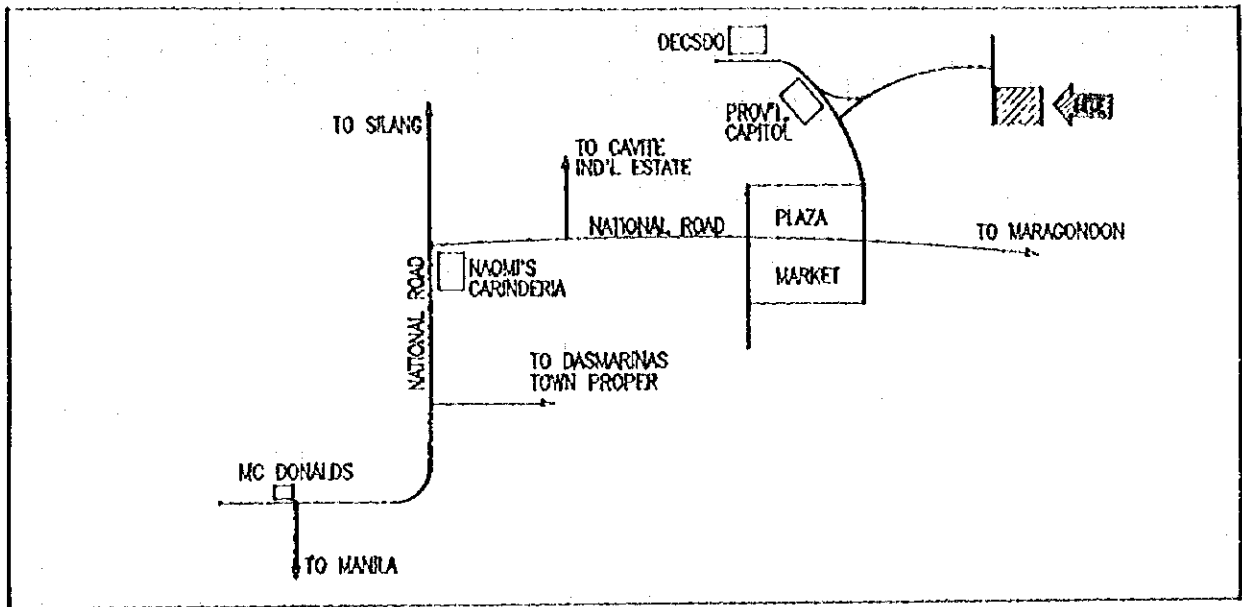 DECSDO
PROV'L.
CAPITOL
TO SILANG
TO CAVITE
IND'L. ESTATE
NATIONAL ROAD
PLAZA
TO MARAGONDON
NAOMI'S
CARINDERIA
MARKET
NATIONAL ROAD
TO DASMARINAS
TOWN PROPER
MC DONALDS
TO MANILA